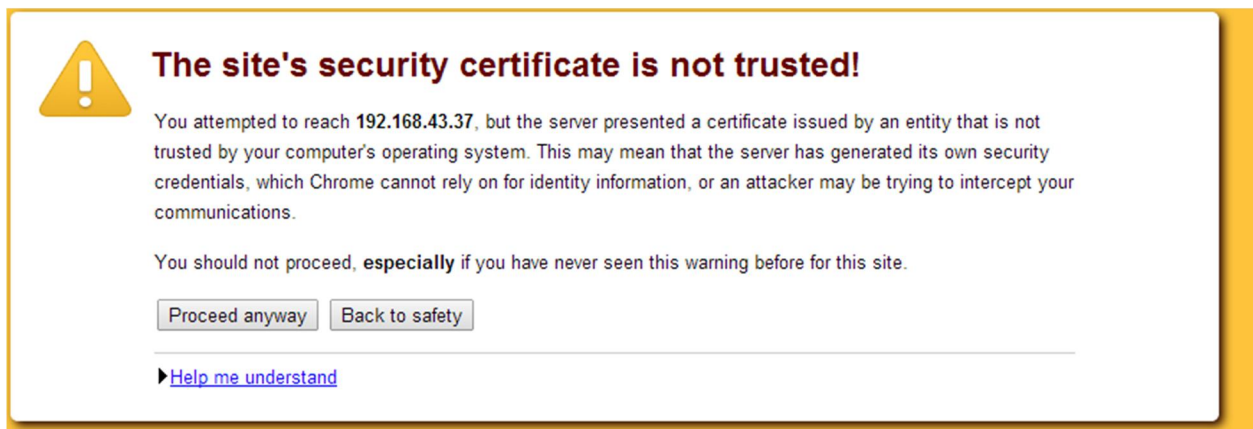 The site's security certificate is not trusted!
You attempted to reach 192.168.43.37, but the server presented a certificate issued by an entity that is not
trusted by your computer's operating system. This may mean that the server has generated its own security
credentials, which Chrome cannot rely on for identity information, or an attacker may be trying to intercept your
communications.
You should not proceed, especially if you have never seen this warning before for this site.
Proceed anyway Back to safety
Help me understand